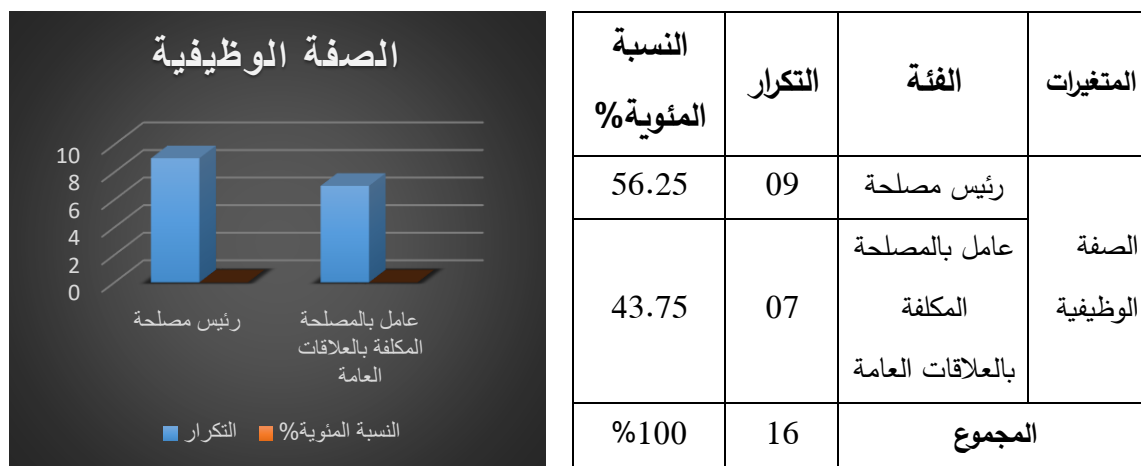 الصفة الوظيفية
10
8
6
4
2
0
رئيس مصلحة
عامل بالمصلحة
المكلفة بالعلاقات
العامة
التكرار
النسبة المئوية%
المتغيرات
الفئة
التكرار
النسبة
المئوية%
الصفة
الوظيفية
رئيس مصلحة
09
56.25
عامل بالمصلحة
المكلفة
بالعلاقات العامة
07
43.75
المجموع
16
%100